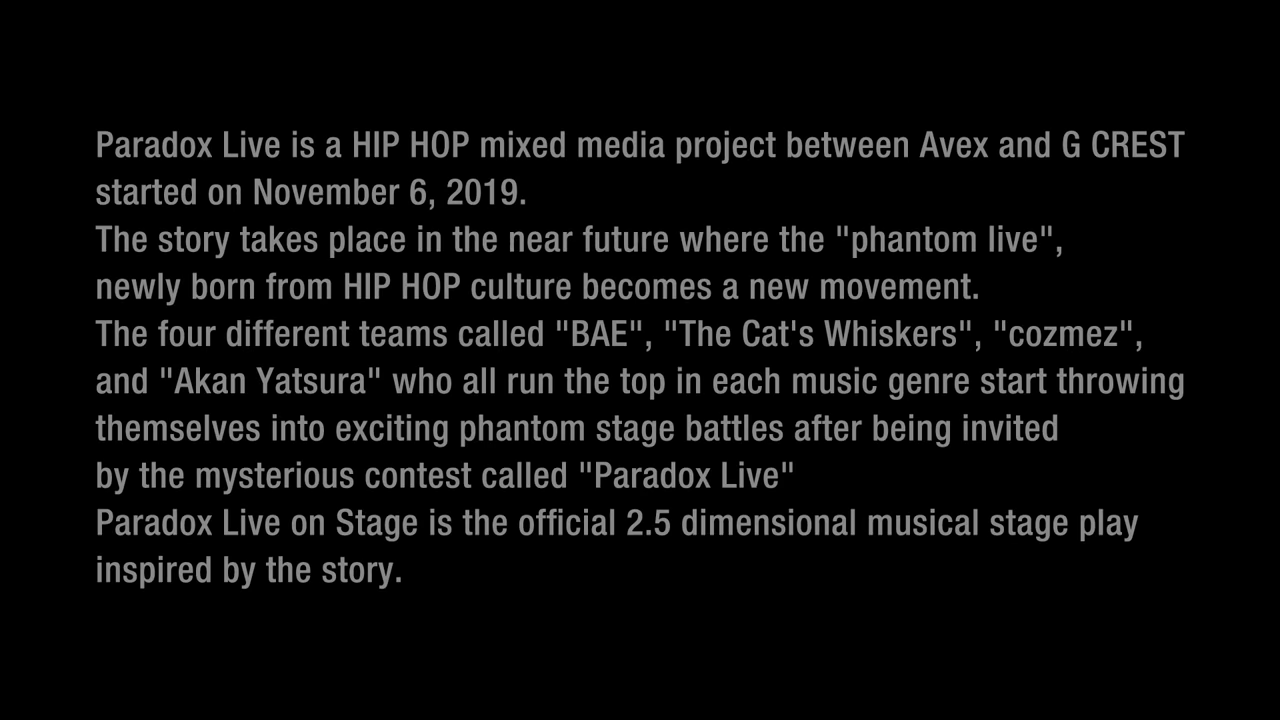 Paradox Live is a HIP HOP mixed media project between Avex and G CREST
started on November 6, 2019.
The story takes place in the near future where the "phantom live",
newly born from HIP HOP culture becomes a new movement.
The four different teams called "BAE", "The Cat's Whiskers", "cozmez",
and "Akan Yatsura" who all run the top in each music genre start throwing
themselves into exciting phantom stage battles after being invited
by the mysterious contest called "Paradox Live"
Paradox Live on Stage is the official 2.5 dimensional musical stage play
inspired by the story.